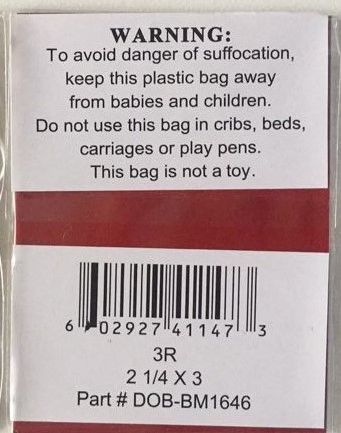 WARNING:
To avoid danger of suffocation,
keep this plastic bag away
from babies and children.
Do not use this bag in cribs, beds,
carriages or play pens.
This bag is not a toy.
6 02927 41147 3
3R
2 1/4 X 3
Part # DOB-BM1646